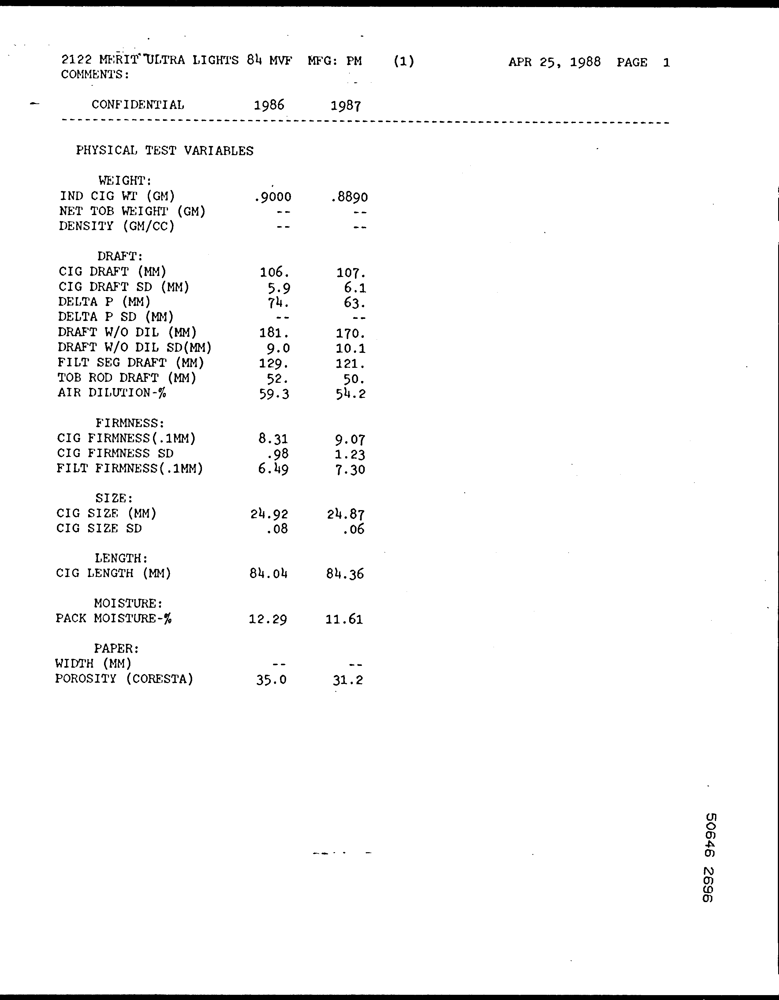 2122 MERIT ULTRA LIGHTS 84 MVF MFG: PM (1) APR 25, 1988 PAGE 1
COMMENTS:
CONFIDENTIAL 1986 1987
PHYSICAL TEST VARIABLES
WEIGHT:
IND CIG WT (GM) .9000 .8890
NET TOB WEIGHT (GM) -- --
DENSITY (GM/CC) -- --
DRAFT:
CIG DRAFT (MM) 106. 107.
CIG DRAFT SD (MM) 5.9 6.1
DELTA P (MM) 74. 63.
DELTA P SD (MM) -- --
DRAFT W/O DIL (MM) 181. 170.
DRAFT W/O DIL SD(MM) 9.0 10.1
FILT SEG DRAFT (MM) 129. 121.
TOB ROD DRAFT (MM) 52. 50.
AIR DILUTION-% 59.3 54.2
FIRMNESS:
CIG FIRMNESS(.1MM) 8.31 9.07
CIG FIRMNESS SD .98 1.23
FILT FIRMNESS(.1MM) 6.49 7.30
SIZE:
CIG SIZE (MM) 24.92 24.87
CIG SIZE SD .08 .06
LENGTH:
CIG LENGTH (MM) 84.04 84.36
MOISTURE:
PACK MOISTURE-% 12.29 11.61
PAPER:
WIDTH (MM) -- --
POROSITY (CORESTA) 35.0 31.2
50646 2696